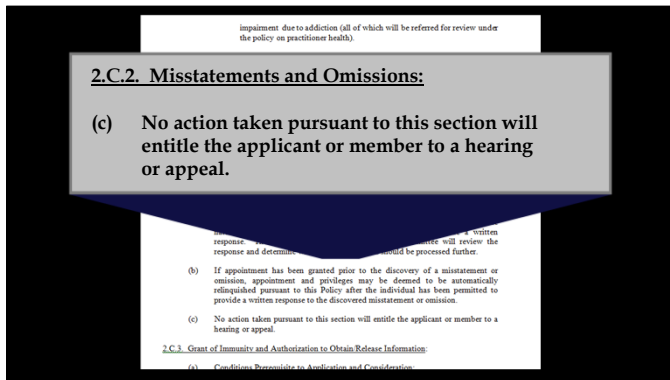 impairment due to addiction (all of which will be referred for review under
the policy on practitioner health).
2.C.2. Misstatements and Omissions:
(c) No action taken pursuant to this section will
entitle the applicant or member to a hearing
or appeal.
a written
response.
will review the
response and determine
be processed further.
(b) If appointment has been granted prior to the discovery of a misstatement or
omission, appointment and privileges may be deemed to be automatically
relinquished pursuant to this Policy after the individual has been permitted to
provide a written response to the discovered misstatement or omission.
(c) No action taken pursuant to this section will entitle the applicant or member to a
hearing or appeal.
2.C.3. Grant of Immunity and Authorization to Obtain/Release Information:
(a) Conditions Prerequisite to Application and Consideration: